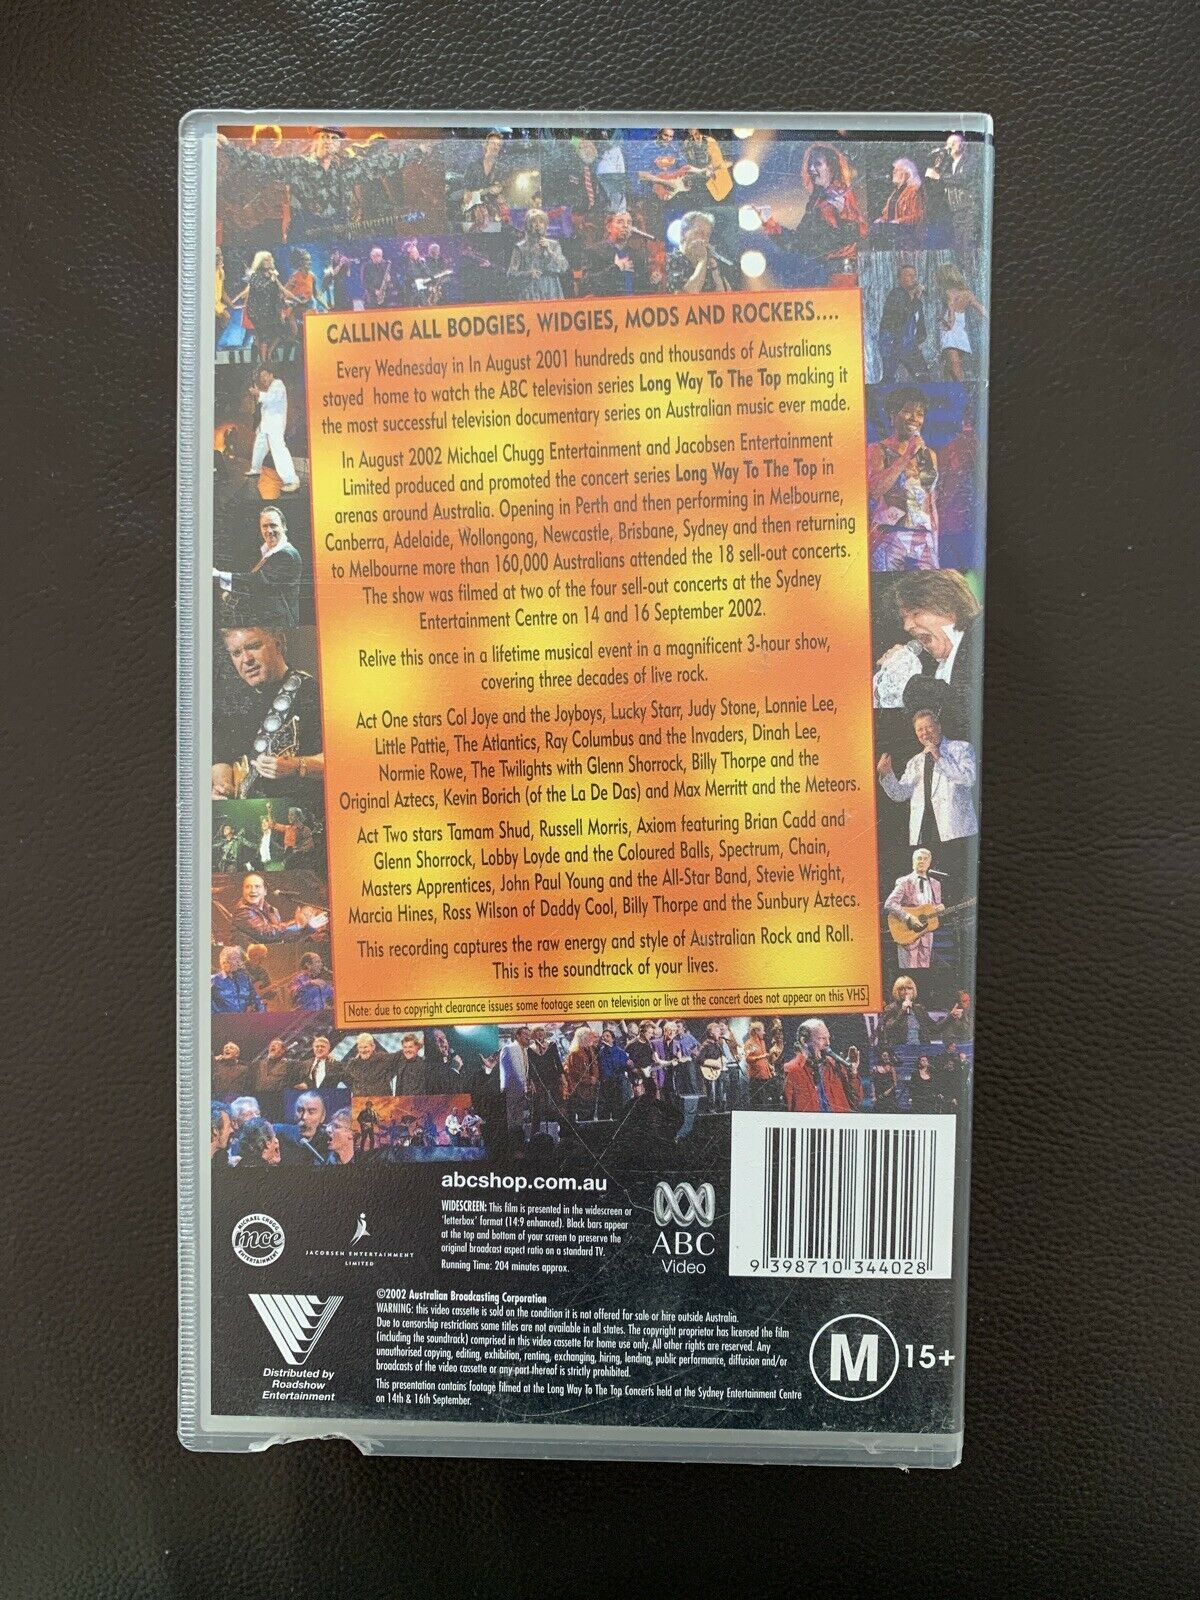 CALLING ALL BODGIES, WIDGIES, MODS AND ROCKERS....
Every Wednesday in In August 2001 hundreds and thousands of Australians
stayed home to watch the ABC television series Long Way To The Top making it
the most successful television documentary series on Australian music ever made.
In August 2002 Michael Chugg Entertainment and Jacobsen Entertainment
Limited produced and promoted the concert series Long Way To The Top in
arenas around Australia. Opening in Perth and then performing in Melbourne,
Canberra, Adelaide, Wollongong, Newcastle, Brisbane, Sydney and then returning
to Melbourne more than 160,000 Australians attended the 18 sell-out concerts.
The show was filmed at two of the four sell-out concerts at the Sydney
Entertainment Centre on 14 and 16 September 2002.
Relive this once in a lifetime musical event in a magnificent 3-hour show,
covering three decades of live rock.
Act One stars Col Joye and the Joyboys, Lucky Starr, Judy Stone, Lonnie Lee,
Little Pattie, The Atlantics, Ray Columbus and the Invaders, Dinah Lee,
Normie Rowe, The Twilights with Glenn Shorrock, Billy Thorpe and the
Original Aztecs, Kevin Borich (of the La De Das) and Max Merritt and the Meteors.
Act Two stars Tamam Shud, Russell Morris, Axiom featuring Brian Cadd and
Glenn Shorrock, Lobby Loyde and the Coloured Balls, Spectrum, Chain,
Masters Apprentices, John Paul Young and the All-Star Band, Stevie Wright,
Marcia Hines, Ross Wilson of Daddy Cool, Billy Thorpe and the Sunbury Aztecs.
This recording captures the raw energy and style of Australian Rock and Roll.
This is the soundtrack of your lives.
Note: due to copyright clearance issues some footage seen on television or live at the concert does not appear on this VHS.
abcshop.com.au
WIDESCREEN: This film is presented in the widescreen or
'letterbox' format (14:9 enhanced). Black bars appear
at the top and bottom of your screen to preserve the
original broadcast aspect ratio on a standard TV.
Running Time: 204 minutes approx.
MICHAEL CHUGG
mce
ENTERTAINMENT
JACOBSEN ENTERTAINMENT
LIMITED
ABC
Video
9 398710 344028
©2002 Australian Broadcasting Corporation
WARNING: this video cassette is sold on the condition it is not offered for sale or hire outside Australia.
Due to censorship restrictions some titles are not available in all states. The copyright proprietor has licensed the film
(including the soundtrack) comprised in this video cassette for home use only. All other rights are reserved. Any
unauthorised copying, editing, exhibition, renting, exchanging, hiring, lending, public performance, diffusion and/or
broadcasts of the video cassette or any part thereof is strictly prohibited.
This presentation contains footage filmed at the Long Way To The Top Concerts held at the Sydney Entertainment Centre
on 14th & 16th September.
Distributed by
Roadshow
Entertainment
M 15+